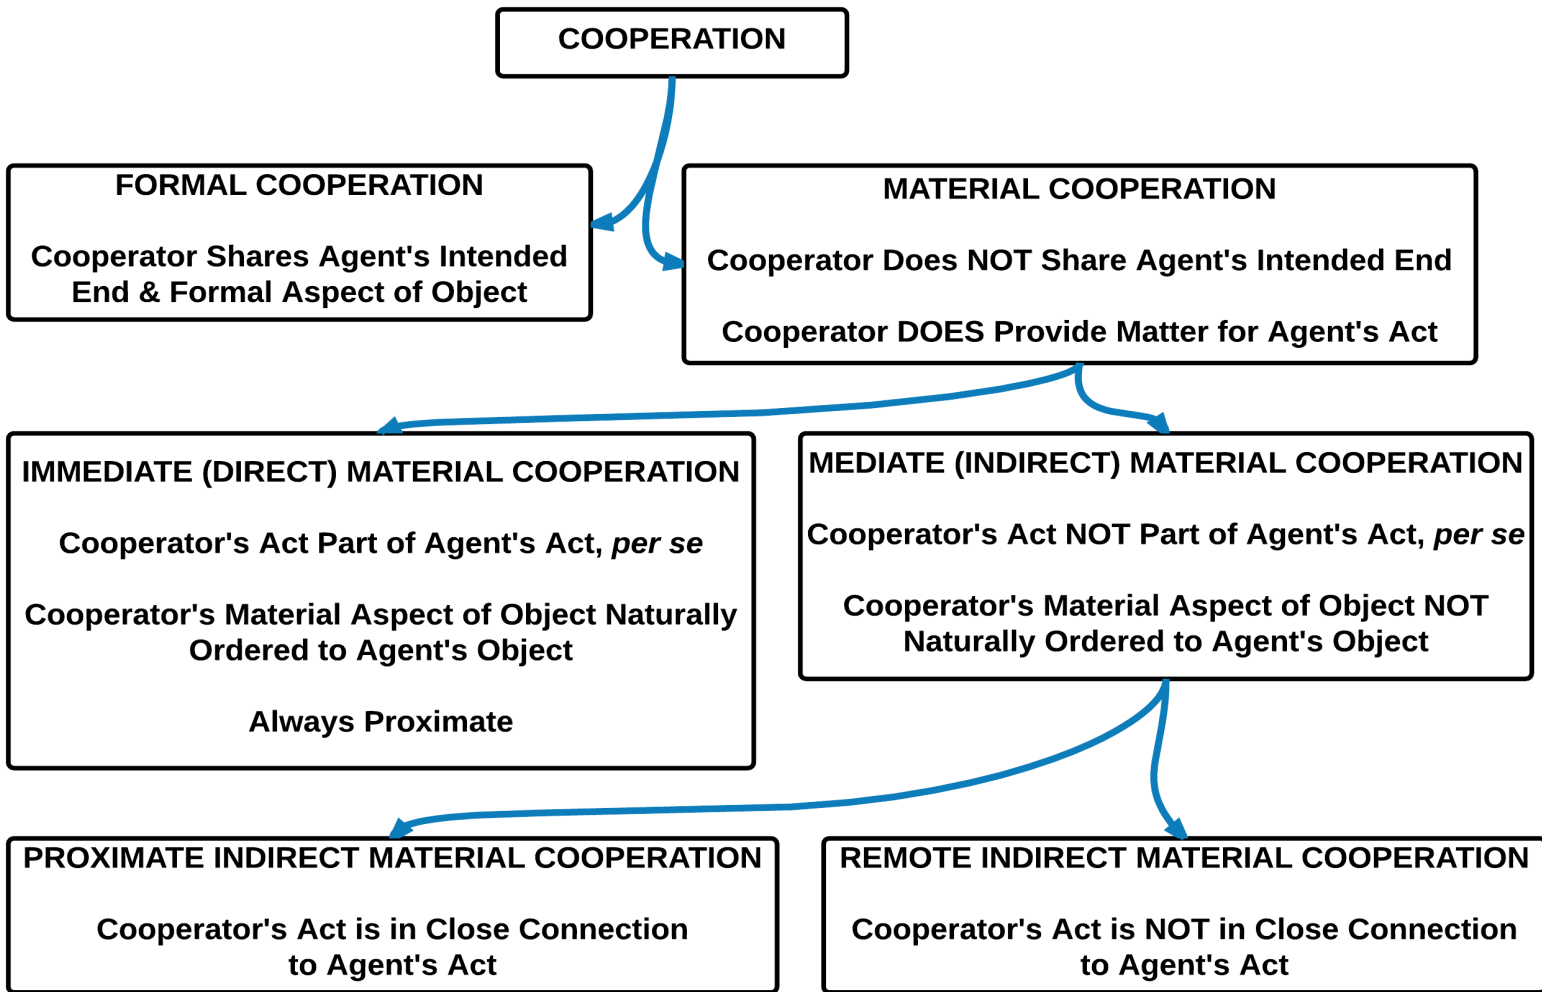 COOPERATION
FORMAL COOPERATION
Cooperator Shares Agent's Intended
End & Formal Aspect of Object
MATERIAL COOPERATION
Cooperator Does NOT Share Agent's Intended End
Cooperator DOES Provide Matter for Agent's Act
IMMEDIATE (DIRECT) MATERIAL COOPERATION
Cooperator's Act Part of Agent's Act, per se
Cooperator's Material Aspect of Object Naturally
Ordered to Agent's Object
Always Proximate
MEDIATE (INDIRECT) MATERIAL COOPERATION
Cooperator's Act NOT Part of Agent's Act, per se
Cooperator's Material Aspect of Object NOT
Naturally Ordered to Agent's Object
PROXIMATE INDIRECT MATERIAL COOPERATION
Cooperator's Act is in Close Connection
to Agent's Act
REMOTE INDIRECT MATERIAL COOPERATION
Cooperator's Act is NOT in Close Connection
to Agent's Act